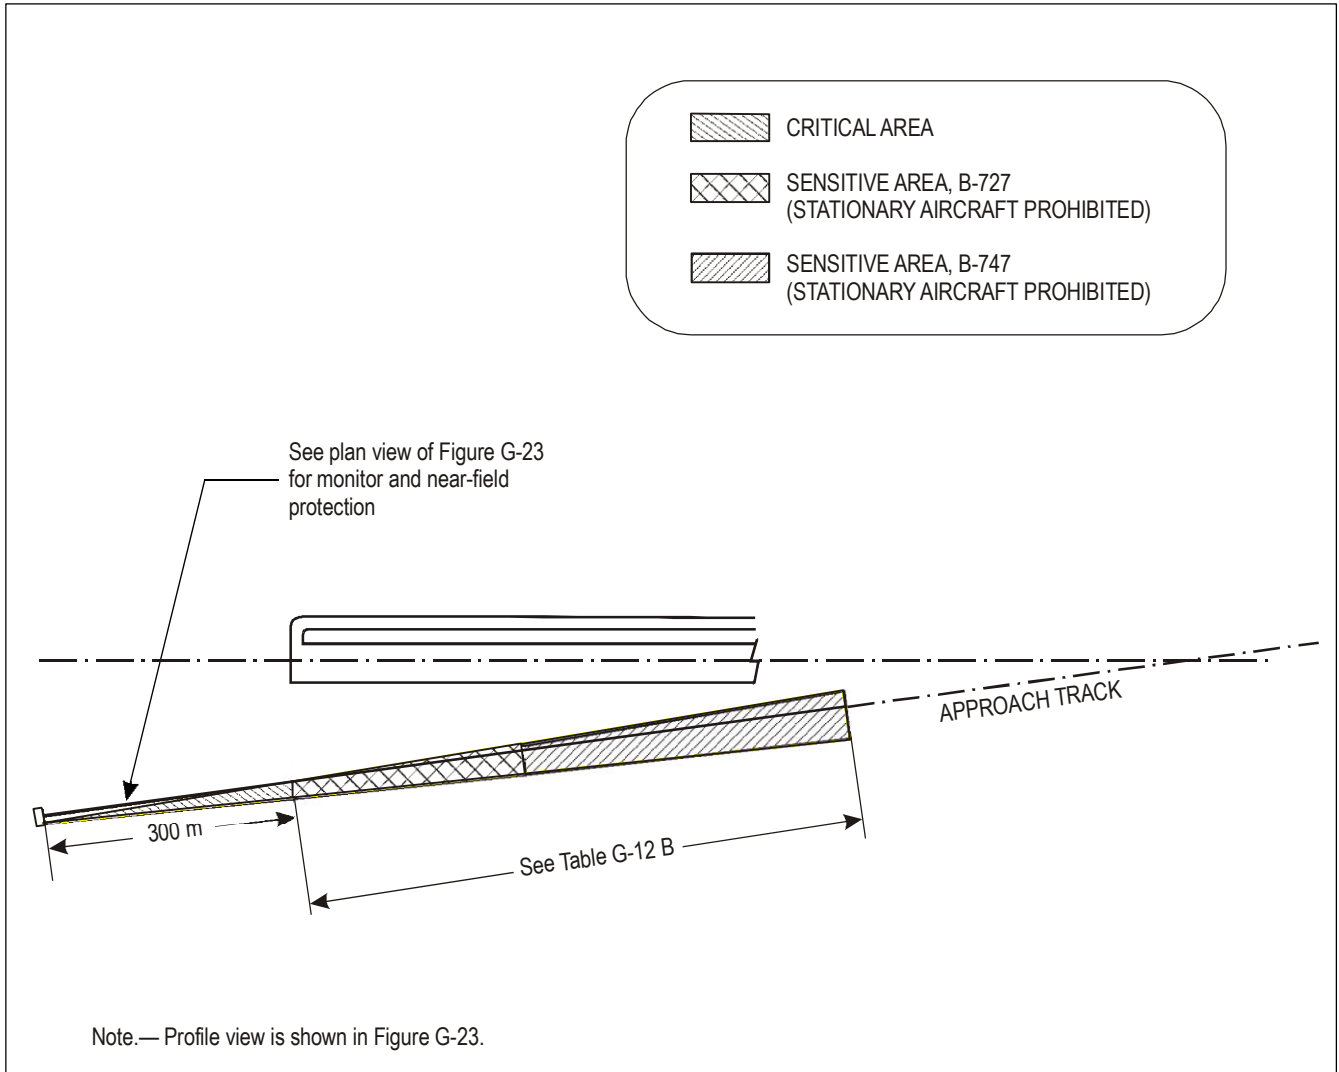 CRITICAL AREA
SENSITIVE AREA, B-727
(STATIONARY AIRCRAFT PROHIBITED)
SENSITIVE AREA, B-747
(STATIONARY AIRCRAFT PROHIBITED)
See plan view of Figure G-23
for monitor and near-field
protection
APPROACH TRACK
300 m
See Table G-12 B
Note.— Profile view is shown in Figure G-23.